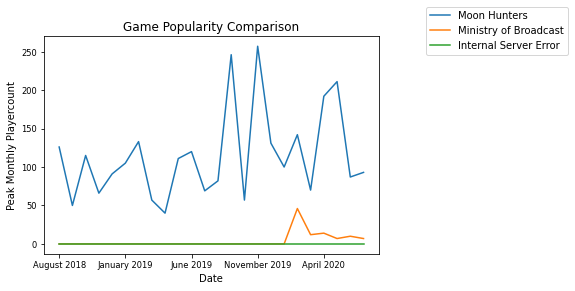 Game Popularity Comparison
Moon Hunters
Ministry of Broadcast
Internal Server Error
Peak Monthly Playercount
250
200
150
100
50
0
August 2018 January 2019 June 2019 November 2019 April 2020
Date